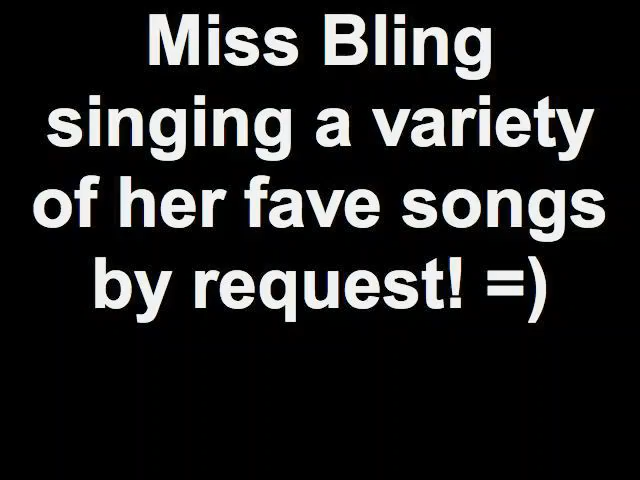 Miss Bling
singing a variety
of her fave songs
by request! =)